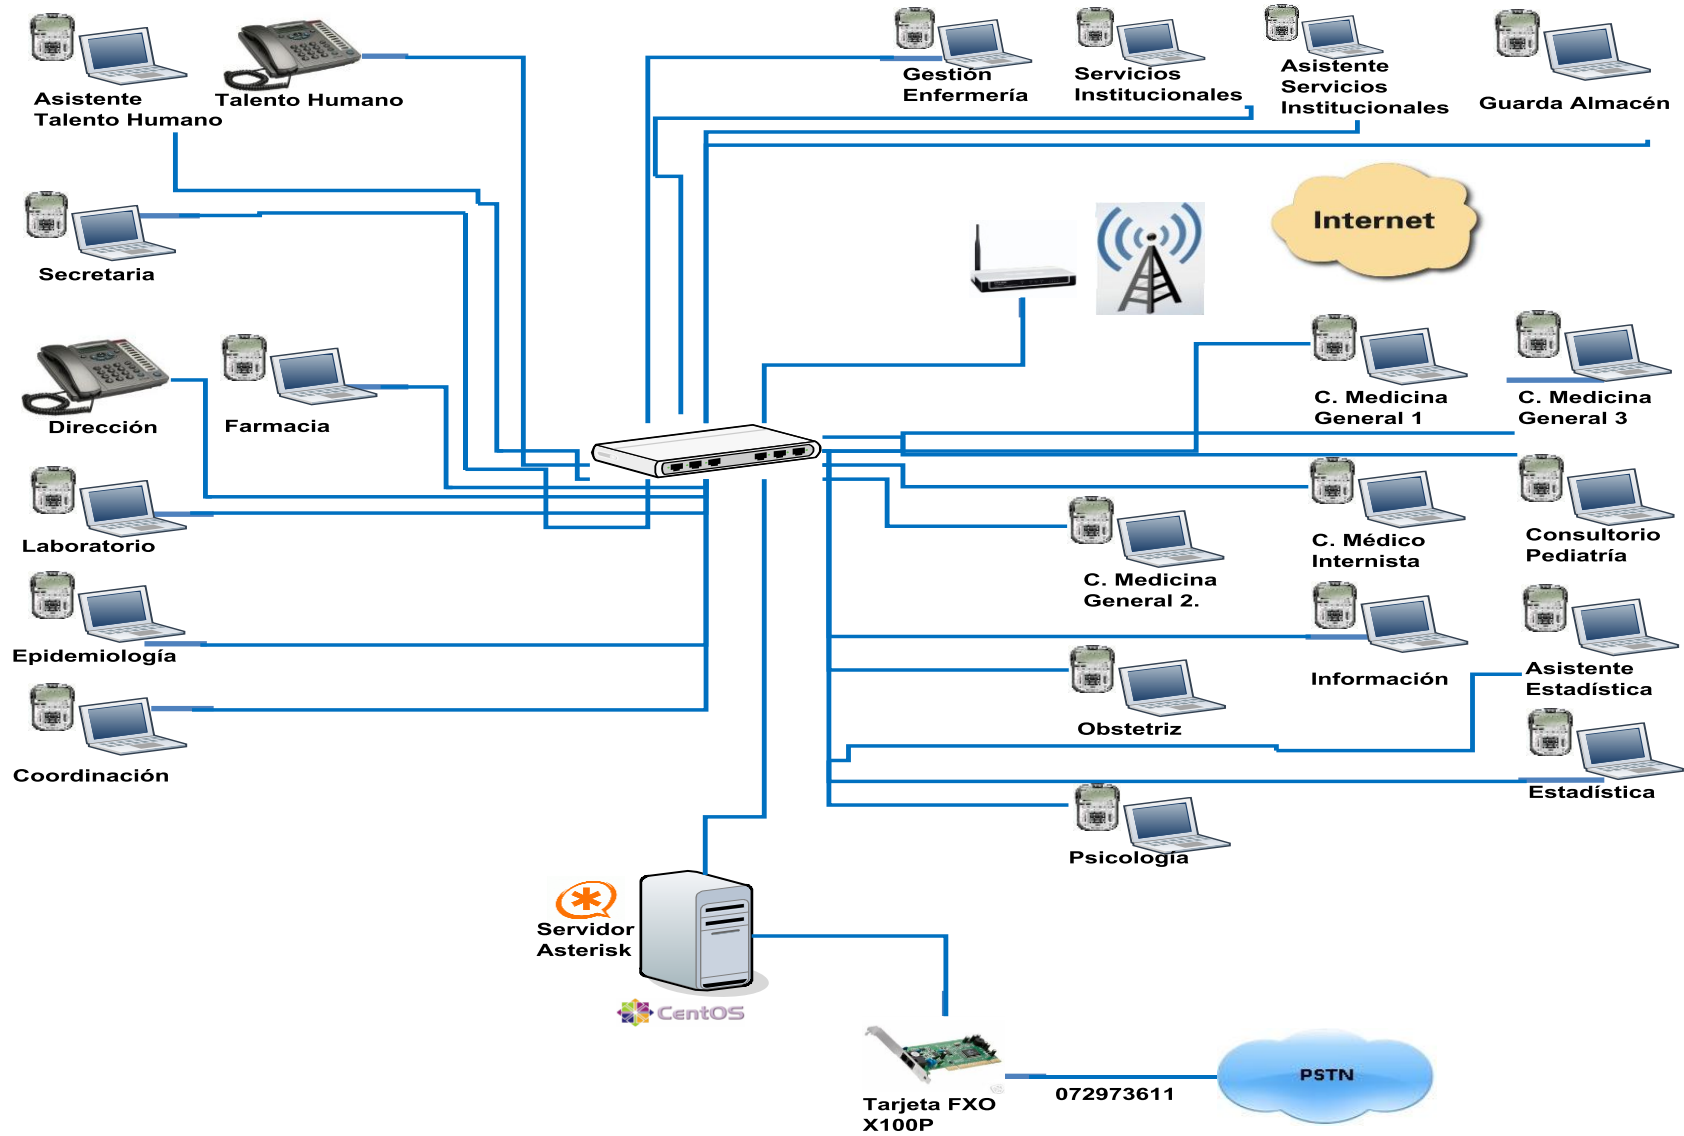 Asistente
Talento Humano
Talento Humano
Gestión
Enfermería
Servicios
Institucionales
Asistente
Servicios
Institucionales
Guarda Almacén
Secretaria
Internet
Dirección
Farmacia
C. Medicina
General 1
C. Medicina
General 3
Laboratorio
C. Médico
Internista
Consultorio
Pediatría
C. Medicina
General 2.
Epidemiología
Información
Asistente
Estadística
Obstetriz
Coordinación
Estadística
Psicología
Servidor
Asterisk
CentOS
Tarjeta FXO
X100P
072973611
PSTN